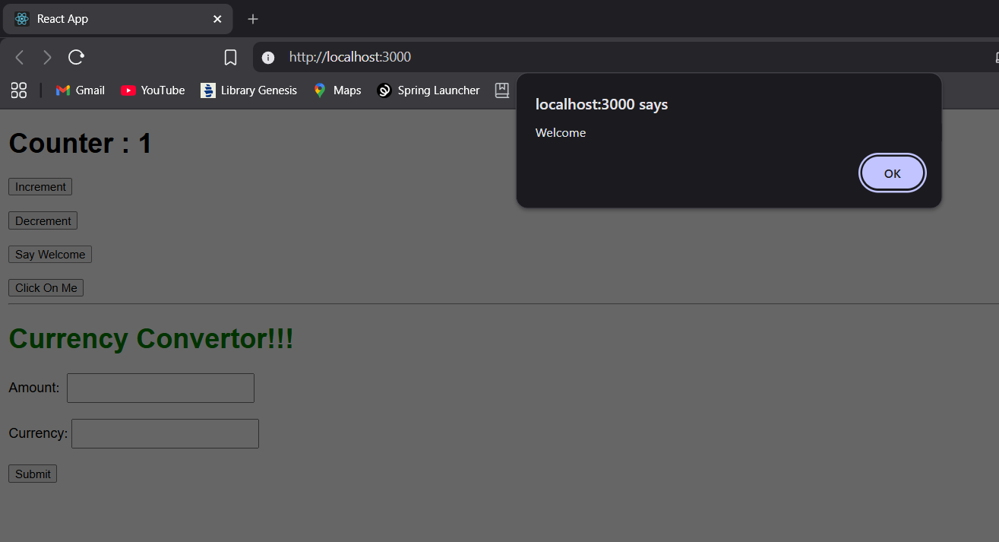 React App
http://localhost:3000
Gmail YouTube Library Genesis Maps Spring Launcher
localhost:3000 says
Welcome
OK
Counter : 1
Increment
Decrement
Say Welcome
Click On Me
Currency Convertor!!!
Amount:
Currency:
Submit